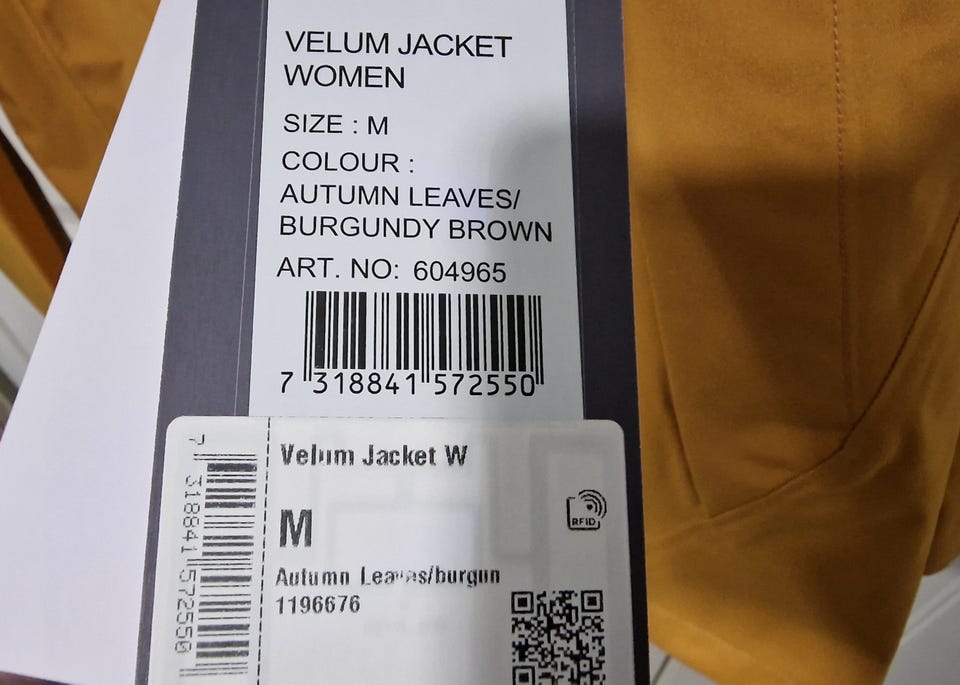 VELUM JACKET
WOMEN
SIZE : M
COLOUR :
AUTUMN LEAVES/
BURGUNDY BROWN
ART. NO: 604965
7 318841 572550
Velum Jacket W
M
RFID
Autumn Leaves/burgun
1196676
7 318841 572550